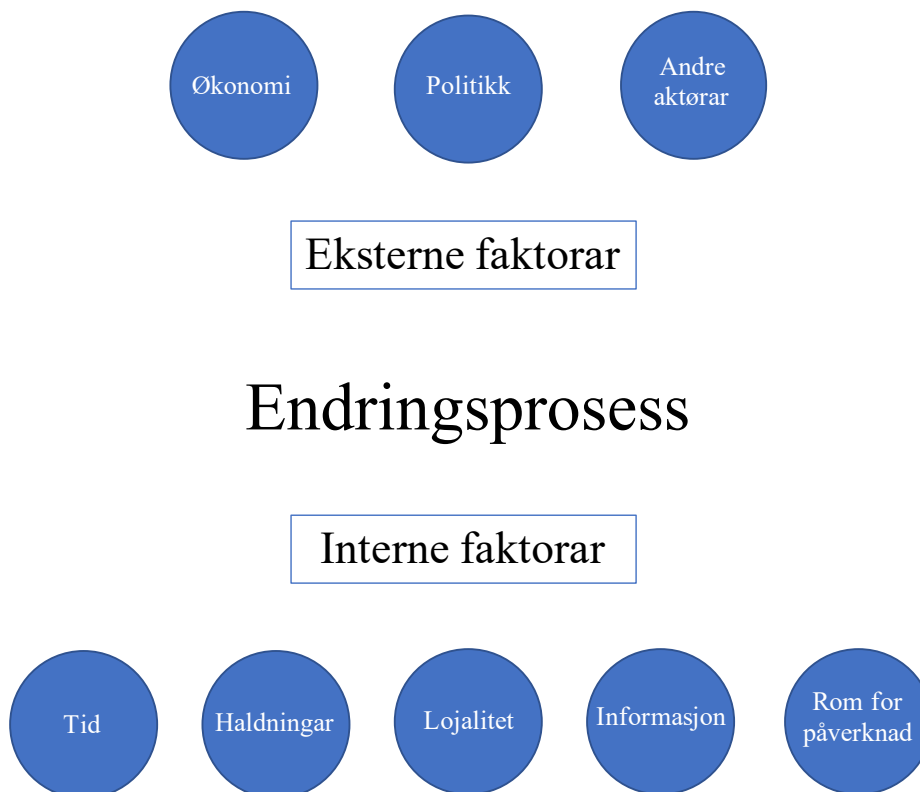 Økonomi
Politikk
Andre
aktørar
Eksterne faktorar
Endringsprosess
Interne faktorar
Tid
Haldningar
Lojalitet
Informasjon
Rom for
påverknad